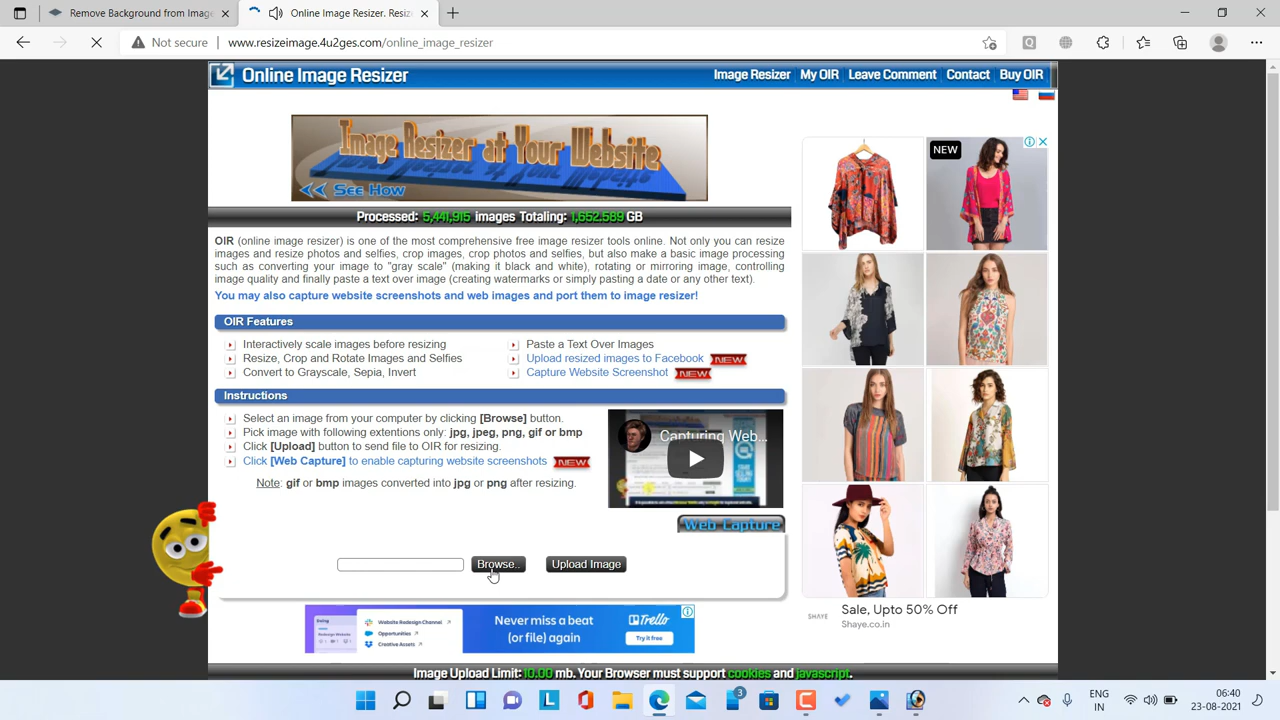 Remove Background from Imag
Online Image Resizer. Resiz
Not secure
www.resizeimage.4u2ges.com/online_image_resizer
Online Image Resizer
Image Resizer
My OIR
Leave Comment
Contact
Buy OIR
Image Resizer at Your Website
<< See How
NEW
Processed: 5,441,915 images Totaling: 1,652.589 GB
OIR (online image resizer) is one of the most comprehensive free image resizer tools online. Not only you can resize
images and resize photos and selfies, crop images, crop photos and selfies, but also make a basic image processing
such as converting your image to "gray scale" (making it black and white), rotating or mirroring image, controlling
image quality and finally paste a text over image (creating watermarks or simply pasting a date or any other text).
You may also capture website screenshots and web images and port them to image resizer!
OIR Features
Interactively scale images before resizing
Paste a Text Over Images
Resize, Crop and Rotate Images and Selfies
Upload resized images to Facebook NEW
Convert to Grayscale, Sepia, Invert
Capture Website Screenshot NEW
Instructions
Select an image from your computer by clicking [Browse] button.
Pick image with following extentions only: jpg, jpeg, png, gif or bmp
Click [Upload] button to send file to OIR for resizing.
Click [Web Capture] to enable capturing website screenshots NEW
Note: gif or bmp images converted into jpg or png after resizing.
Capturing Web...
Web Capture
Browse..
Upload Image
SHAYE
Sale, Upto 50% Off
Shaye.co.in
Website Redesign Channel
Opportunities
Creative Assets
Never miss a beat
(or file) again
Trello
Try it free
Image Upload Limit: 10.00 mb. Your Browser must support cookies and javascript.
3
ENG
IN
06:40
23-08-2021